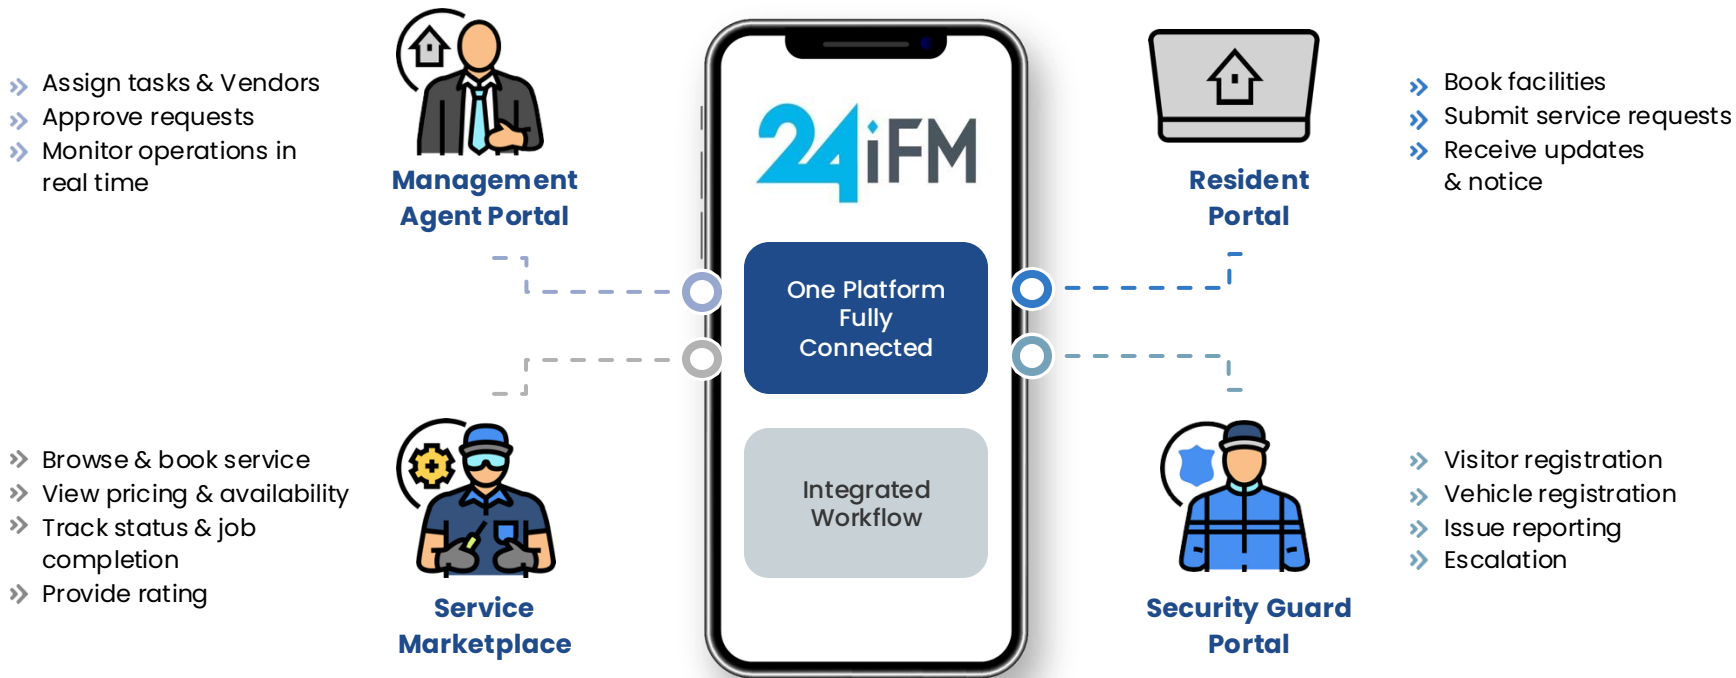 Assign tasks & Vendors
Approve requests
Monitor operations in
real time
Management
Agent Portal
24iFM
One Platform
Fully
Connected
Integrated
Workflow
Resident
Portal
Book facilities
Submit service requests
Receive updates
& notice
Browse & book service
View pricing & availability
Track status & job
completion
Provide rating
Service
Marketplace
Security Guard
Portal
Visitor registration
Vehicle registration
Issue reporting
Escalation